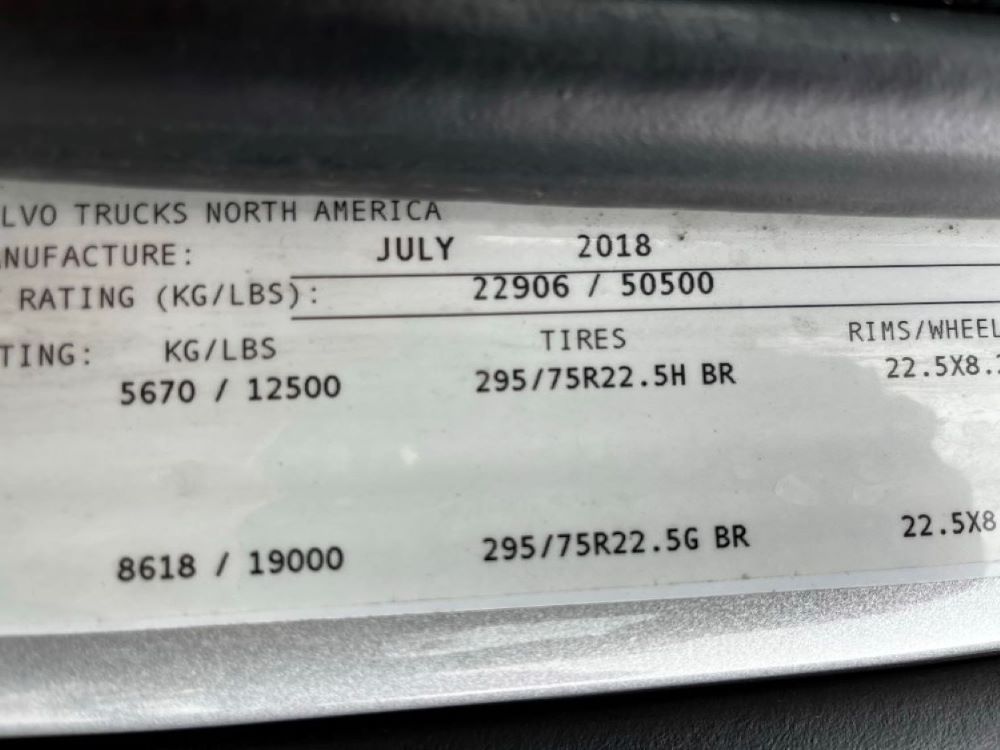 LVO TRUCKS NORTH AMERICA
NUFACTURE: JULY 2018
RATING (KG/LBS): 22906 / 50500
TING: KG/LBS TIRES RIMS/WHEEL
5670 / 12500 295/75R22.5H BR 22.5X8.2
8618 / 19000 295/75R22.5G BR 22.5X8